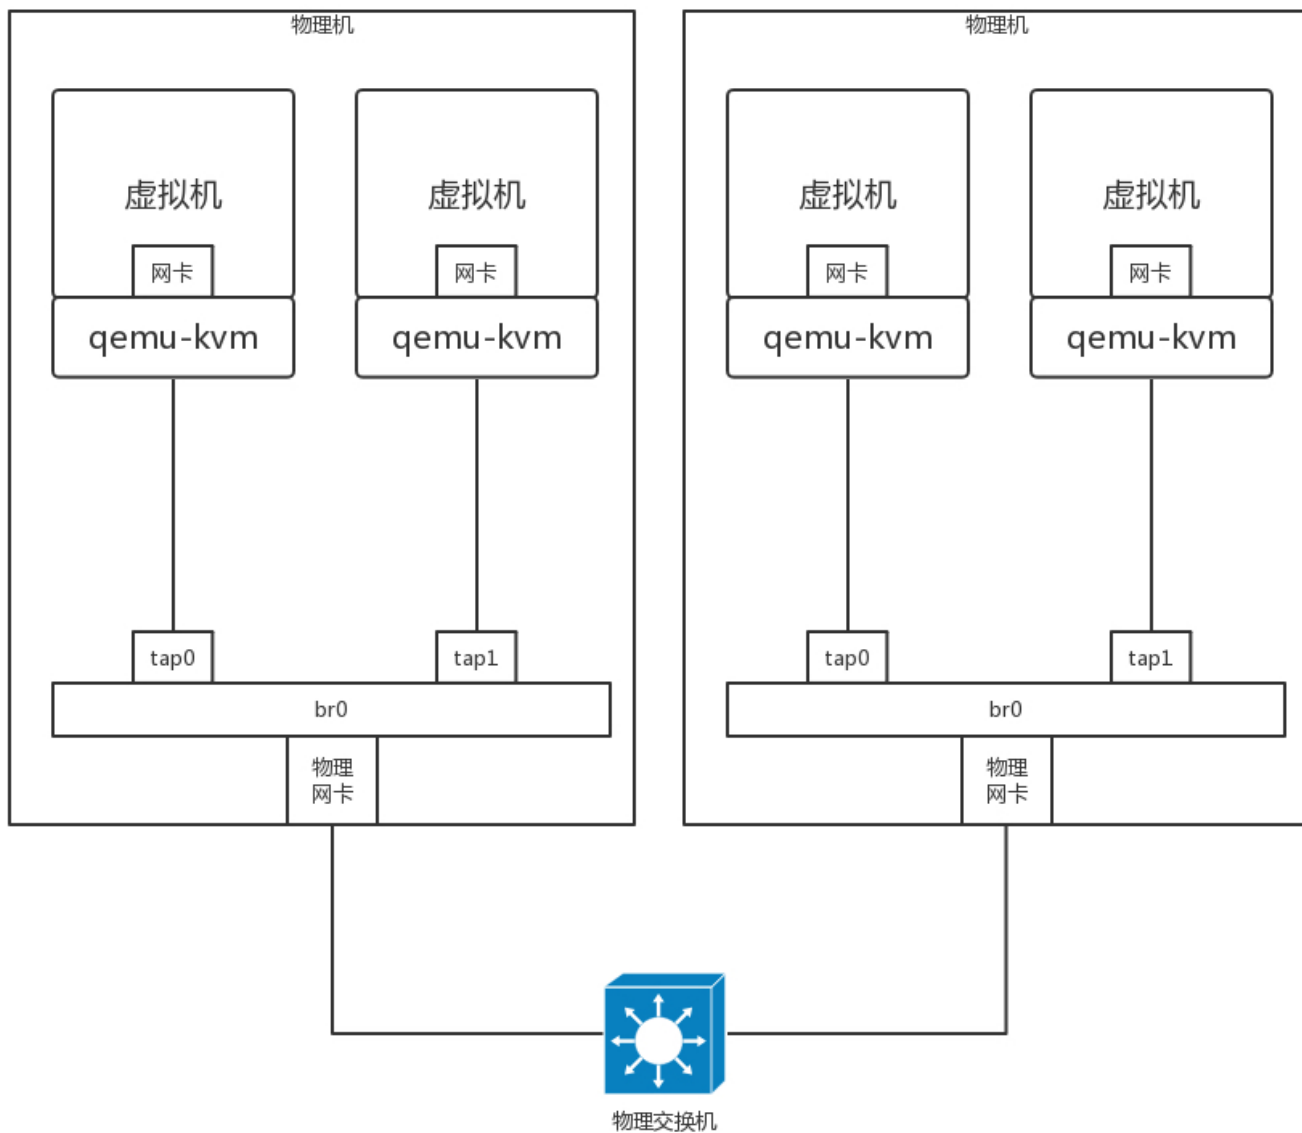 物理机
虚拟机
网卡
qemu-kvm
虚拟机
网卡
qemu-kvm
tap0
tap1
br0
物理
网卡
物理机
虚拟机
网卡
qemu-kvm
虚拟机
网卡
qemu-kvm
tap0
tap1
br0
物理
网卡
物理交换机